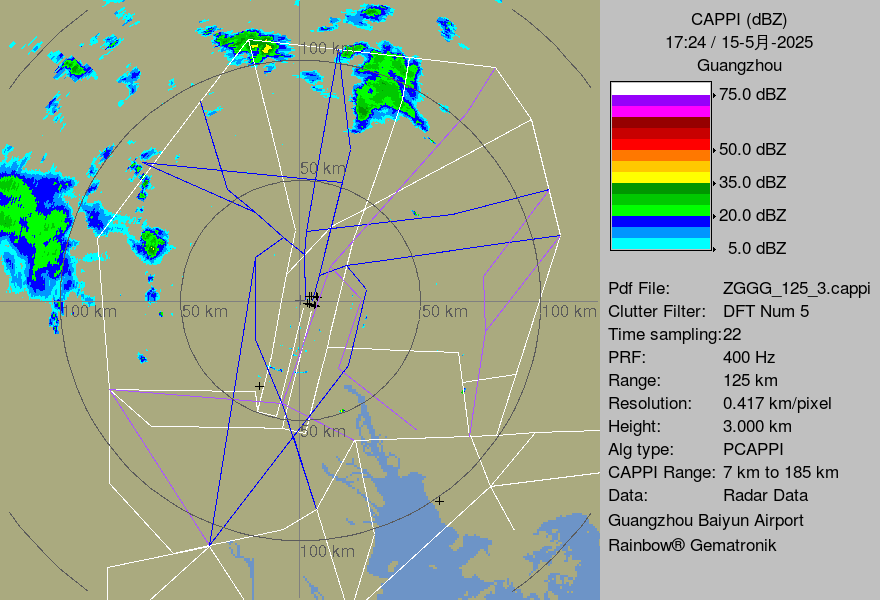 CAPPI (dBZ)
17:24 / 15-5月-2025
Guangzhou
75.0 dBZ
50.0 dBZ
35.0 dBZ
20.0 dBZ
5.0 dBZ
Pdf File: ZGGG_125_3.cappi
Clutter Filter: DFT Num 5
Time sampling:22
PRF: 400 Hz
Range: 125 km
Resolution: 0.417 km/pixel
Height: 3.000 km
Alg type: PCAPPI
CAPPI Range: 7 km to 185 km
Data: Radar Data
Guangzhou Baiyun Airport
Rainbow® Gematronik
100 km
50 km
100 km
50 km
50 km
100 km
50 km
100 km